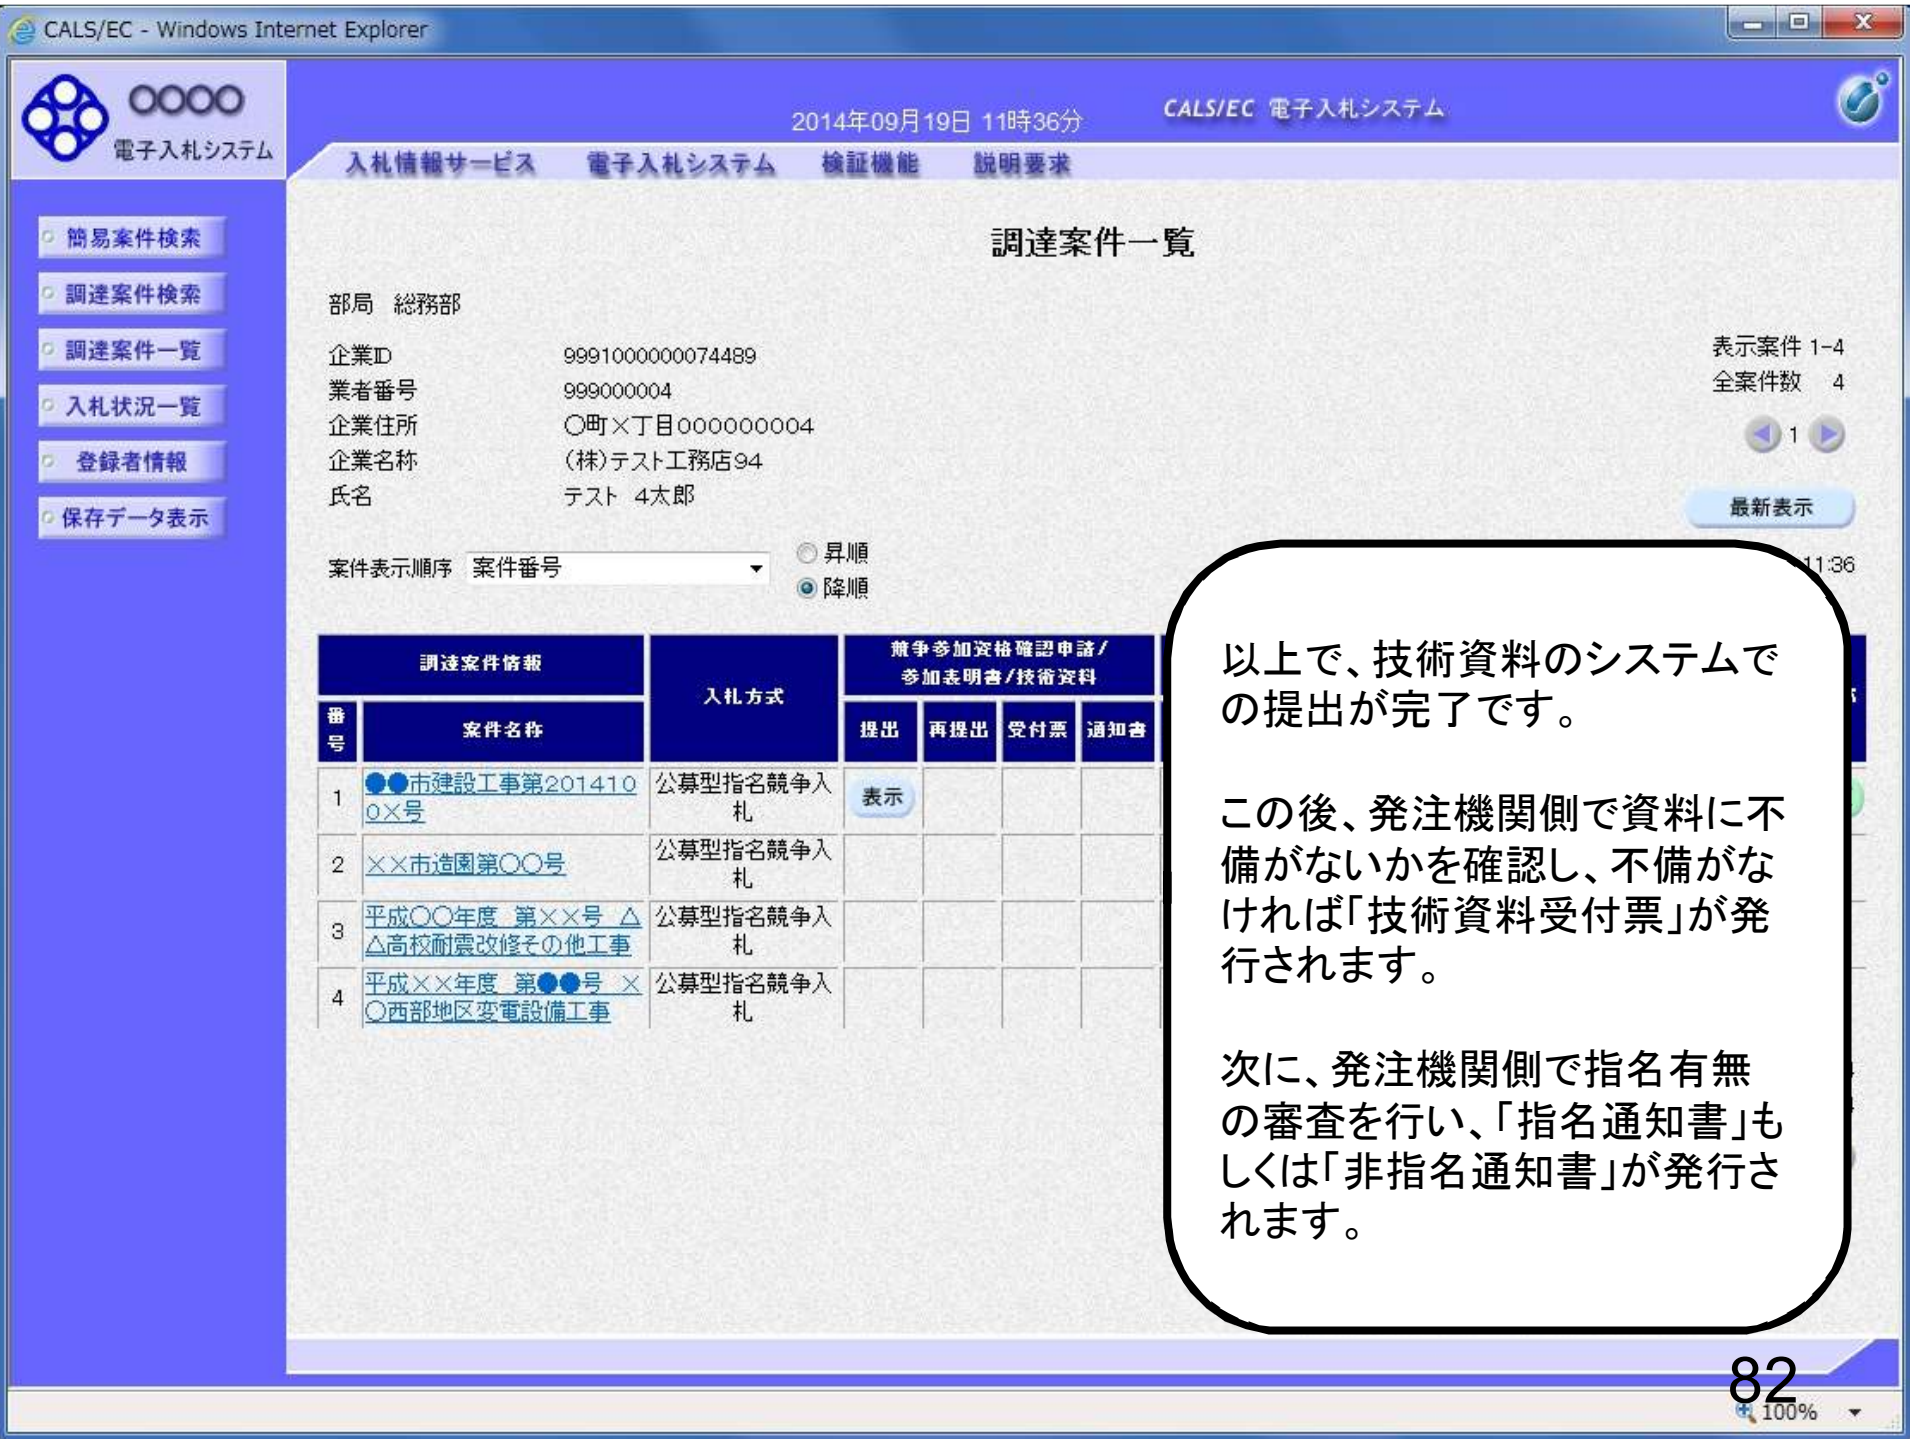 CALS/EC - Windows Internet Explorer
OOOO
電子入札システム
2014年09月19日 11時36分
CALS/EC 電子入札システム
入札情報サービス 電子入札システム 検証機能 説明要求
簡易案件検索
調達案件検索
調達案件一覧
入札状況一覧
登録者情報
保存データ表示
調達案件一覧
部局 総務部
企業ID 9991000000074489
業者番号 999000004
企業住所 ○町×丁目000000004
企業名称 (株)テスト工務店94
氏名 テスト 4太郎
表示案件 1-4
全案件数 4
1
最新表示
案件表示順序 案件番号
昇順
降順
11:36
調達案件情報
入札方式
競争参加資格確認申請/
参加表明書/技術資料
番号
案件名称
提出 再提出 受付票 通知書
1 ●●市建設工事第201410
0×号
公募型指名競争入
札
表示
2 ××市造園第○○号
公募型指名競争入
札
3 平成○○年度 第××号 △
△高校耐震改修その他工事
公募型指名競争入
札
4 平成××年度 第●●号 ×
○西部地区変電設備工事
公募型指名競争入
札
以上で、技術資料のシステムで
の提出が完了です。
この後、発注機関側で資料に不
備がないかを確認し、不備がな
ければ「技術資料受付票」が発
行されます。
次に、発注機関側で指名有無
の審査を行い、「指名通知書」も
しくは「非指名通知書」が発行さ
れます。
82
100%